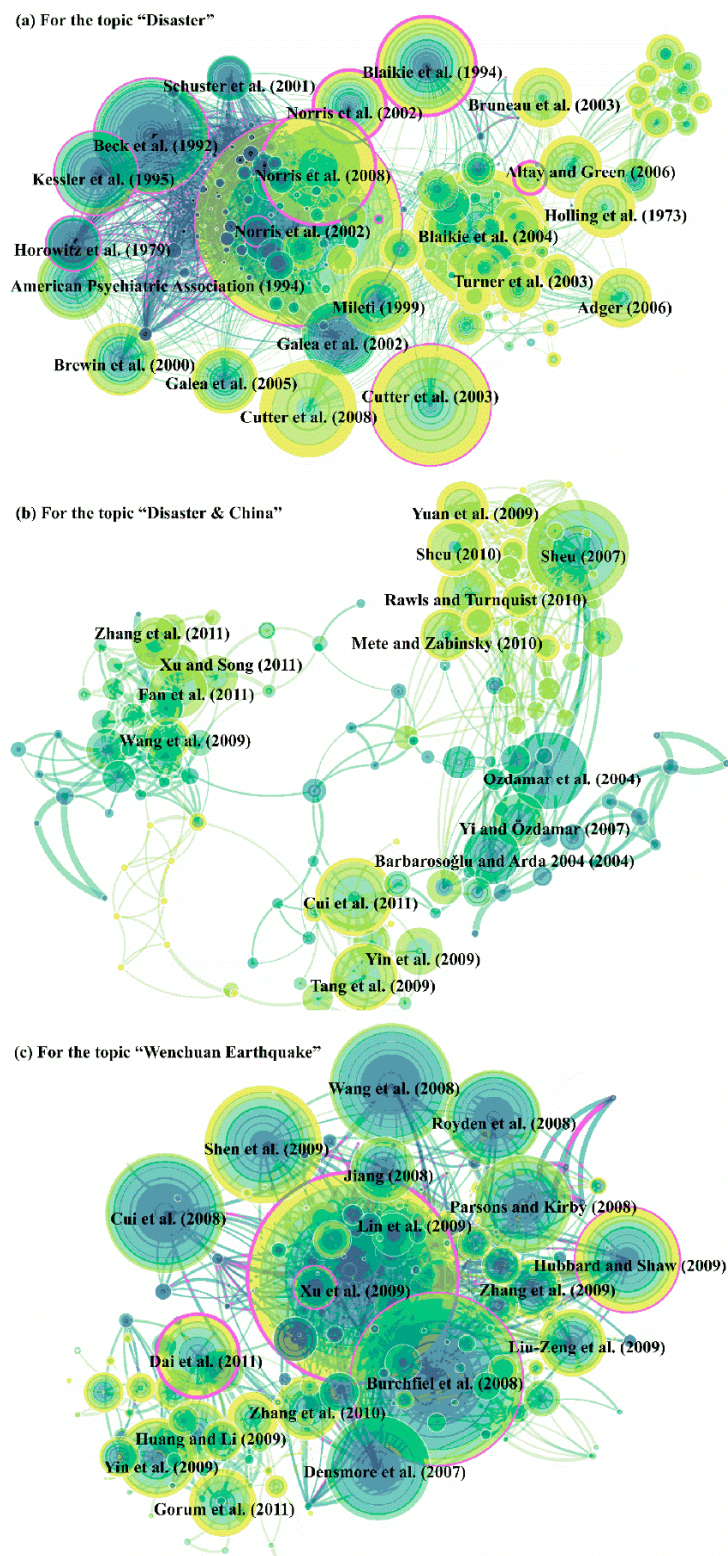 (a) For the topic “Disaster”
Blaikie et al. (1994)
Schuster et al. (2001)
Bruneau et al. (2003)
Norris et al. (2002)
Beck et al. (1992)
Kessler et al. (1995)
Norris et al. (2008)
Altay and Green (2006)
Holling et al. (1973)
Norris et al. (2002)
Blaikie et al. (2004)
Horowitz et al. (1979)
American Psychiatric Association (1994)
Turner et al. (2003)
Mileti (1999)
Adger (2006)
Galea et al. (2002)
Brewin et al. (2000)
Galea et al. (2005)
Cutter et al. (2003)
Cutter et al. (2008)
(b) For the topic “Disaster & China”
Yuan et al. (2009)
Sheu (2010)
Sheu (2007)
Rawls and Turnquist (2010)
Zhang et al. (2011)
Mete and Zabinsky (2010)
Xu and Song (2011)
Fan et al. (2011)
Wang et al. (2009)
Ozdamar et al. (2004)
Yi and Özdamar (2007)
Barbarosoğlu and Arda 2004 (2004)
Cui et al. (2011)
Yin et al. (2009)
Tang et al. (2009)
(c) For the topic “Wenchuan Earthquake”
Wang et al. (2008)
Royden et al. (2008)
Shen et al. (2009)
Jiang (2008)
Parsons and Kirby (2008)
Cui et al. (2008)
Lin et al. (2009)
Hubbard and Shaw (2009)
Xu et al. (2009)
Zhang et al. (2009)
Liu-Zeng et al. (2009)
Dai et al. (2011)
Burchfiel et al. (2008)
Zhang et al. (2010)
Huang and Li (2009)
Yin et al. (2009)
Densmore et al. (2007)
Gorum et al. (2011)